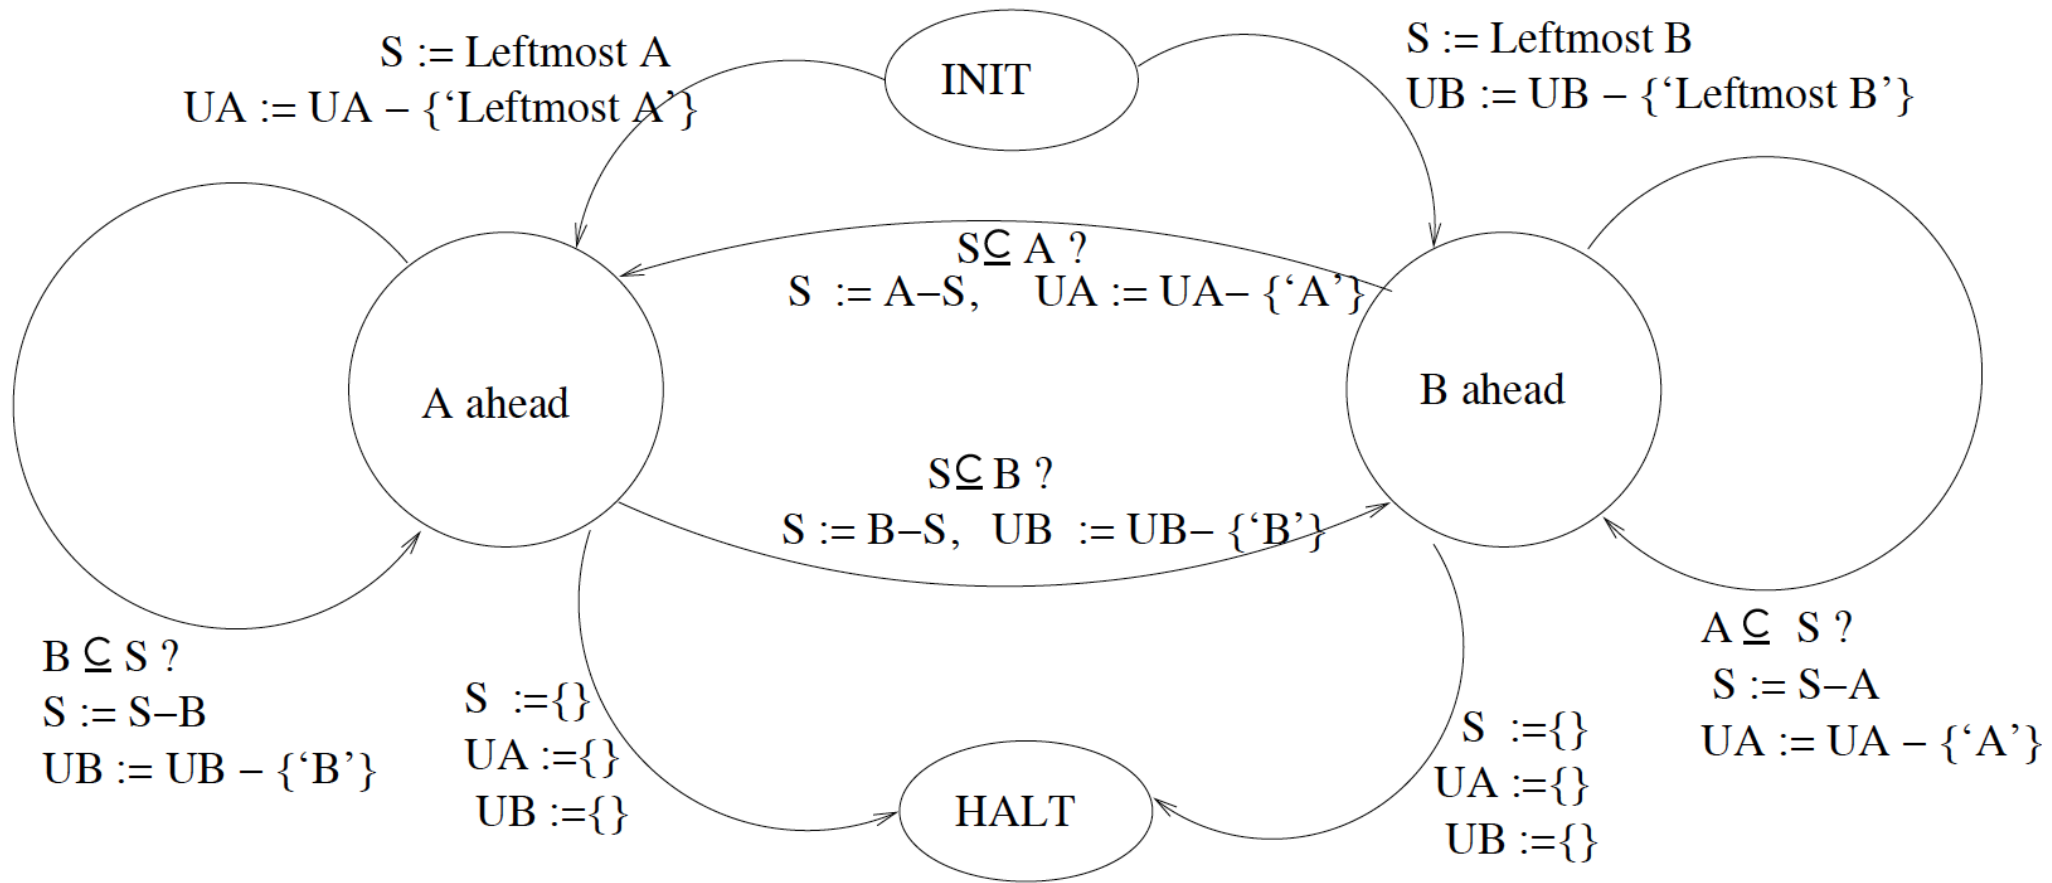 S := Leftmost A
UA := UA – {‘Leftmost A’}
INIT
S := Leftmost B
UB := UB – {‘Leftmost B’}
S⊆ A ?
S := A–S, UA := UA– {‘A’}
A ahead
B ahead
S⊆ B ?
S := B–S, UB := UB– {‘B’}
B ⊆ S ?
S := S–B
UB := UB – {‘B’}
S :={}
UA :={}
UB :={}
HALT
S :={}
UA :={}
UB :={}
A ⊆ S ?
S := S–A
UA := UA – {‘A’}